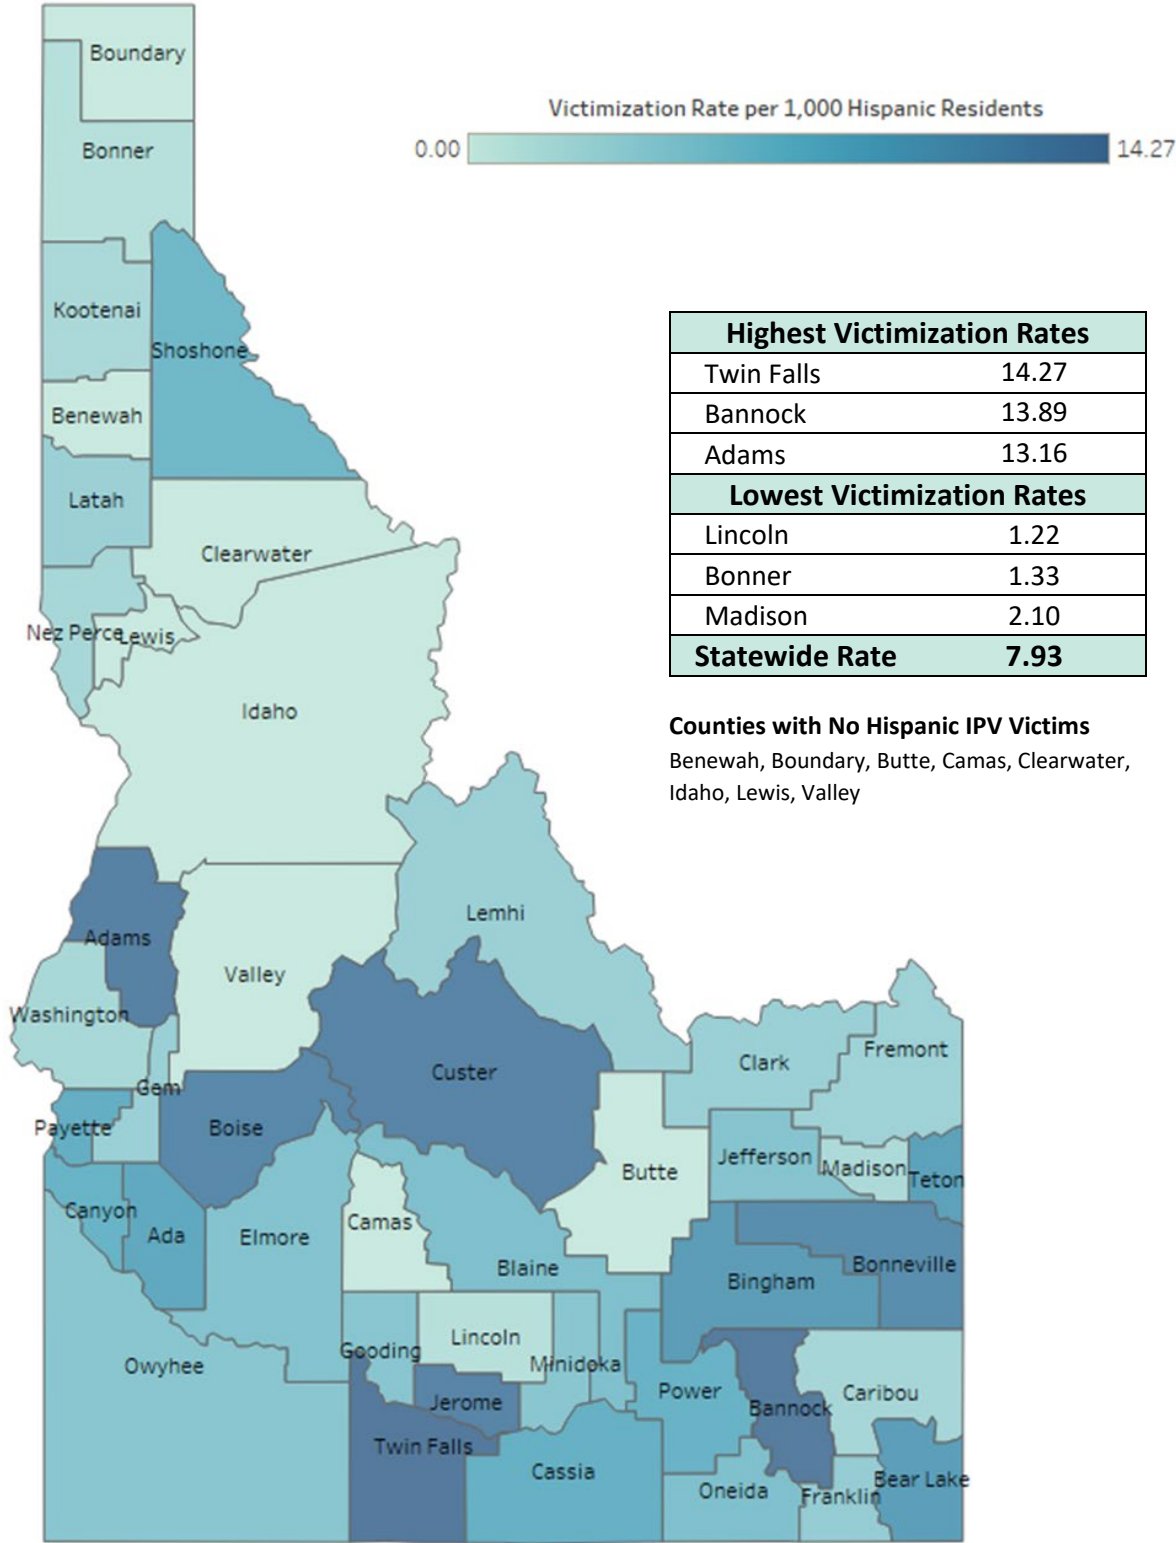 Boundary
Victimization Rate per 1,000 Hispanic Residents
0.00 14.27
Bonner
Kootenai
Shoshone
Highest Victimization Rates
Twin Falls 14.27
Bannock 13.89
Adams 13.16
Lowest Victimization Rates
Lincoln 1.22
Bonner 1.33
Madison 2.10
Statewide Rate 7.93
Counties with No Hispanic IPV Victims
Benewah, Boundary, Butte, Camas, Clearwater,
Idaho, Lewis, Valley
Benewah
Latah
Clearwater
Nez Perce
Lewis
Idaho
Lemhi
Adams
Valley
Washington
Custer
Clark
Fremont
Gem
Payette
Boise
Butte
Jefferson
Madison
Teton
Canyon
Ada
Elmore
Camas
Blaine
Bingham
Bonneville
Owyhee
Gooding
Lincoln
Minidoka
Jerome
Power
Bannock
Caribou
Twin Falls
Cassia
Oneida
Franklin
Bear Lake